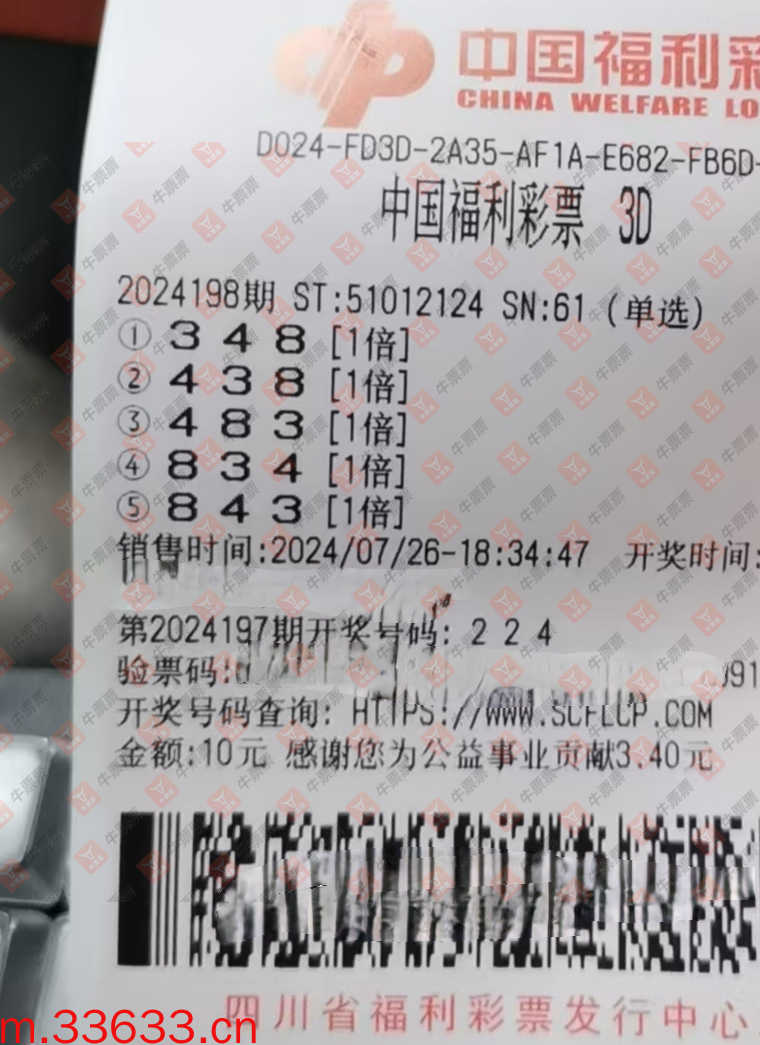 中国福利彩
CHINA WELFARE LO
D024-FD3D-2A35-AF1A-E682-FB6D-
中国福利彩票 3D
2024198期 ST:51012124 SN:61 (单选)
① 3 4 8 [1倍]
② 4 3 8 [1倍]
③ 4 8 3 [1倍]
④ 8 3 4 [1倍]
⑤ 8 4 3 [1倍]
销售时间:2024/07/26-18:34:47 开奖时间:
第2024197期开奖号码: 2 2 4
验票码: 91
开奖号码查询: HTTPS://WWW.SCFLCP.COM
金额:10元 感谢您为公益事业贡献3.40元
四川省福利彩票发行中心
m.33633.cn
牛票票